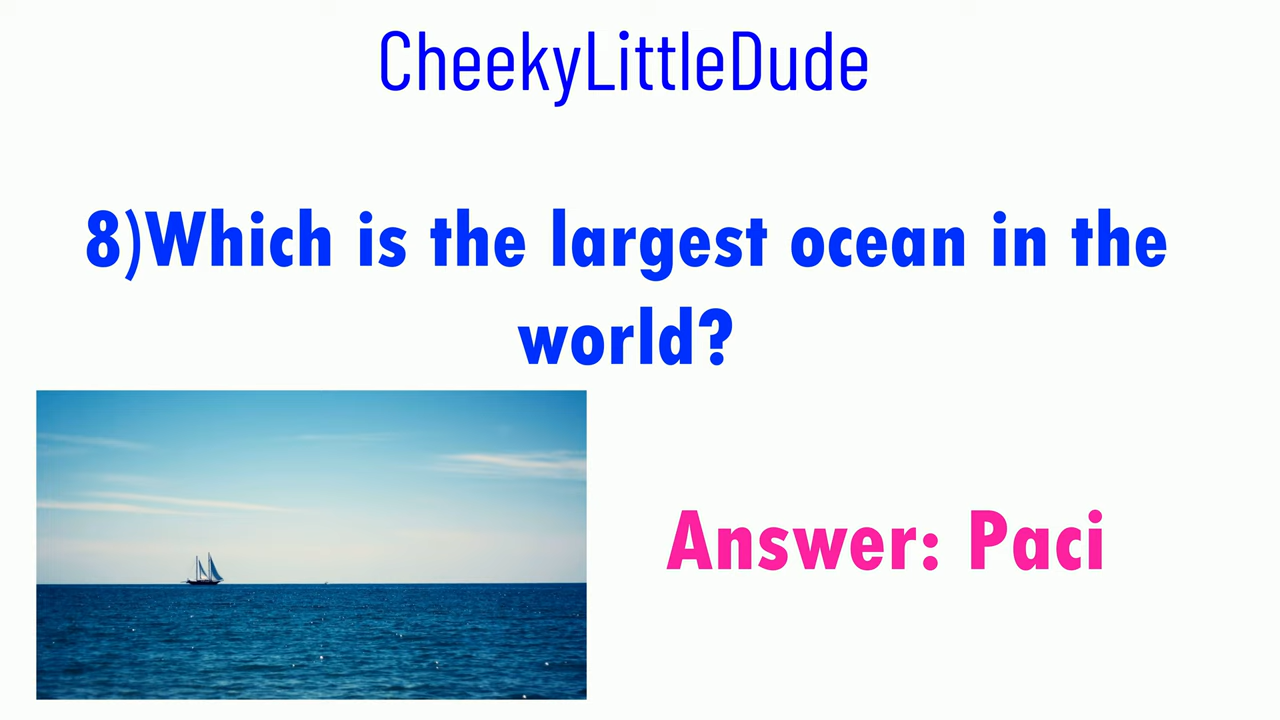 CheekyLittleDude
8)Which is the largest ocean in the
world?
Answer: Paci